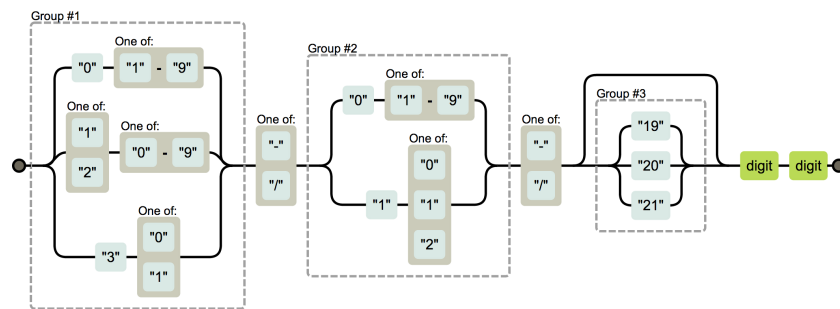 Group #1
One of:
"0" "1" - "9"
"1"
"2"
One of:
"0" - "9"
"3"
One of:
"0"
"1"
One of:
"-"
"/"
Group #2
One of:
"0" "1" - "9"
"1"
One of:
"0"
"1"
"2"
One of:
"-"
"/"
Group #3
"19"
"20"
"21"
digit digit